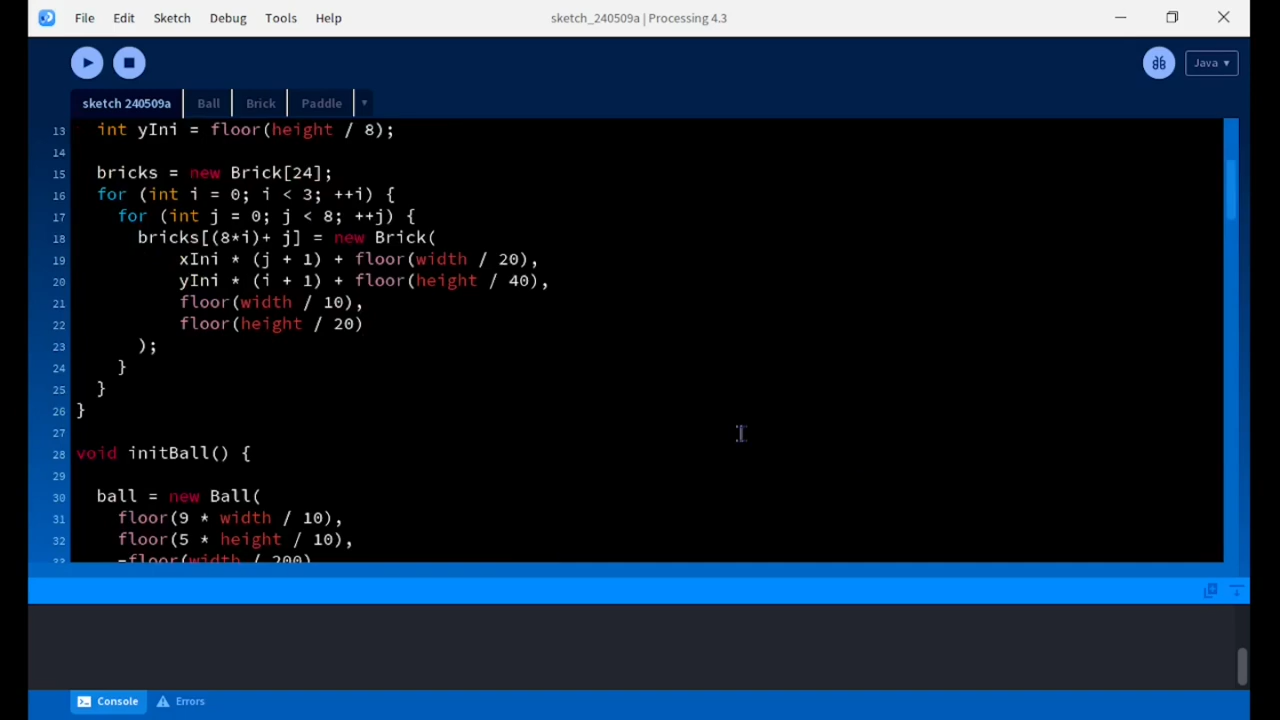 File Edit Sketch Debug Tools Help sketch_240509a | Processing 4.3
Java ▾
sketch 240509a Ball Brick Paddle ▾
13 int yIni = floor(height / 8);
14
15 bricks = new Brick[24];
16 for (int i = 0; i < 3; ++i) {
17 for (int j = 0; j < 8; ++j) {
18 bricks[(8*i)+ j] = new Brick(
19 xIni * (j + 1) + floor(width / 20),
20 yIni * (i + 1) + floor(height / 40),
21 floor(width / 10),
22 floor(height / 20)
23 );
24 }
25 }
26 }
27
28 void initBall() {
29
30 ball = new Ball(
31 floor(9 * width / 10),
32 floor(5 * height / 10),
33 -floor(width / 200)
Console Errors